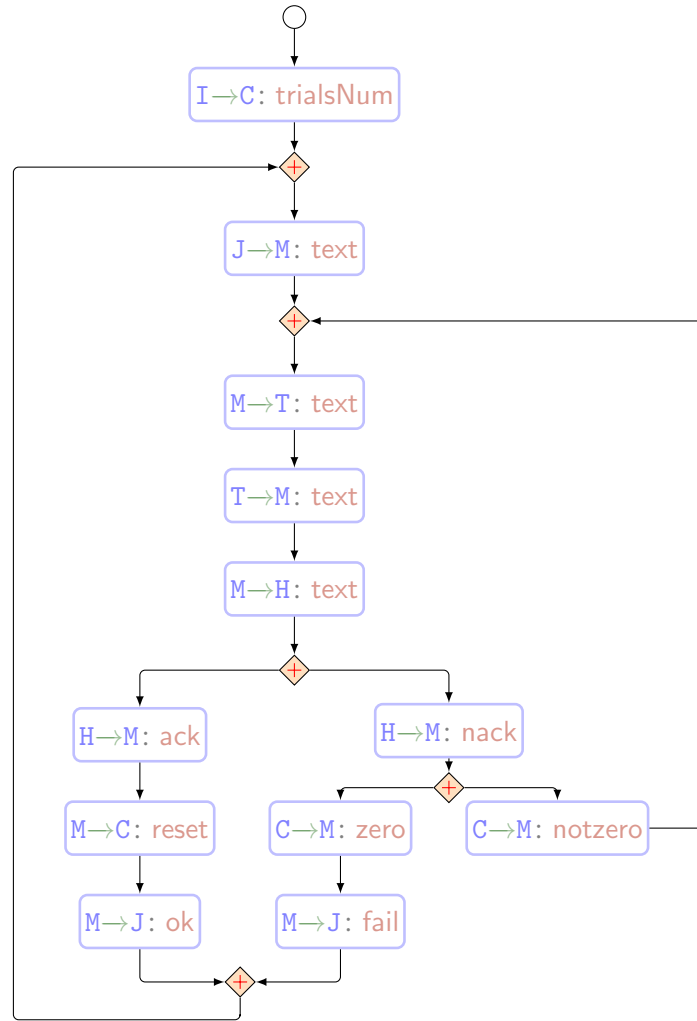 I→C: trialsNum
+
J→M: text
+
M→T: text
T→M: text
M→H: text
+
H→M: ack
H→M: nack
+
M→C: reset
C→M: zero
C→M: notzero
M→J: ok
M→J: fail
+